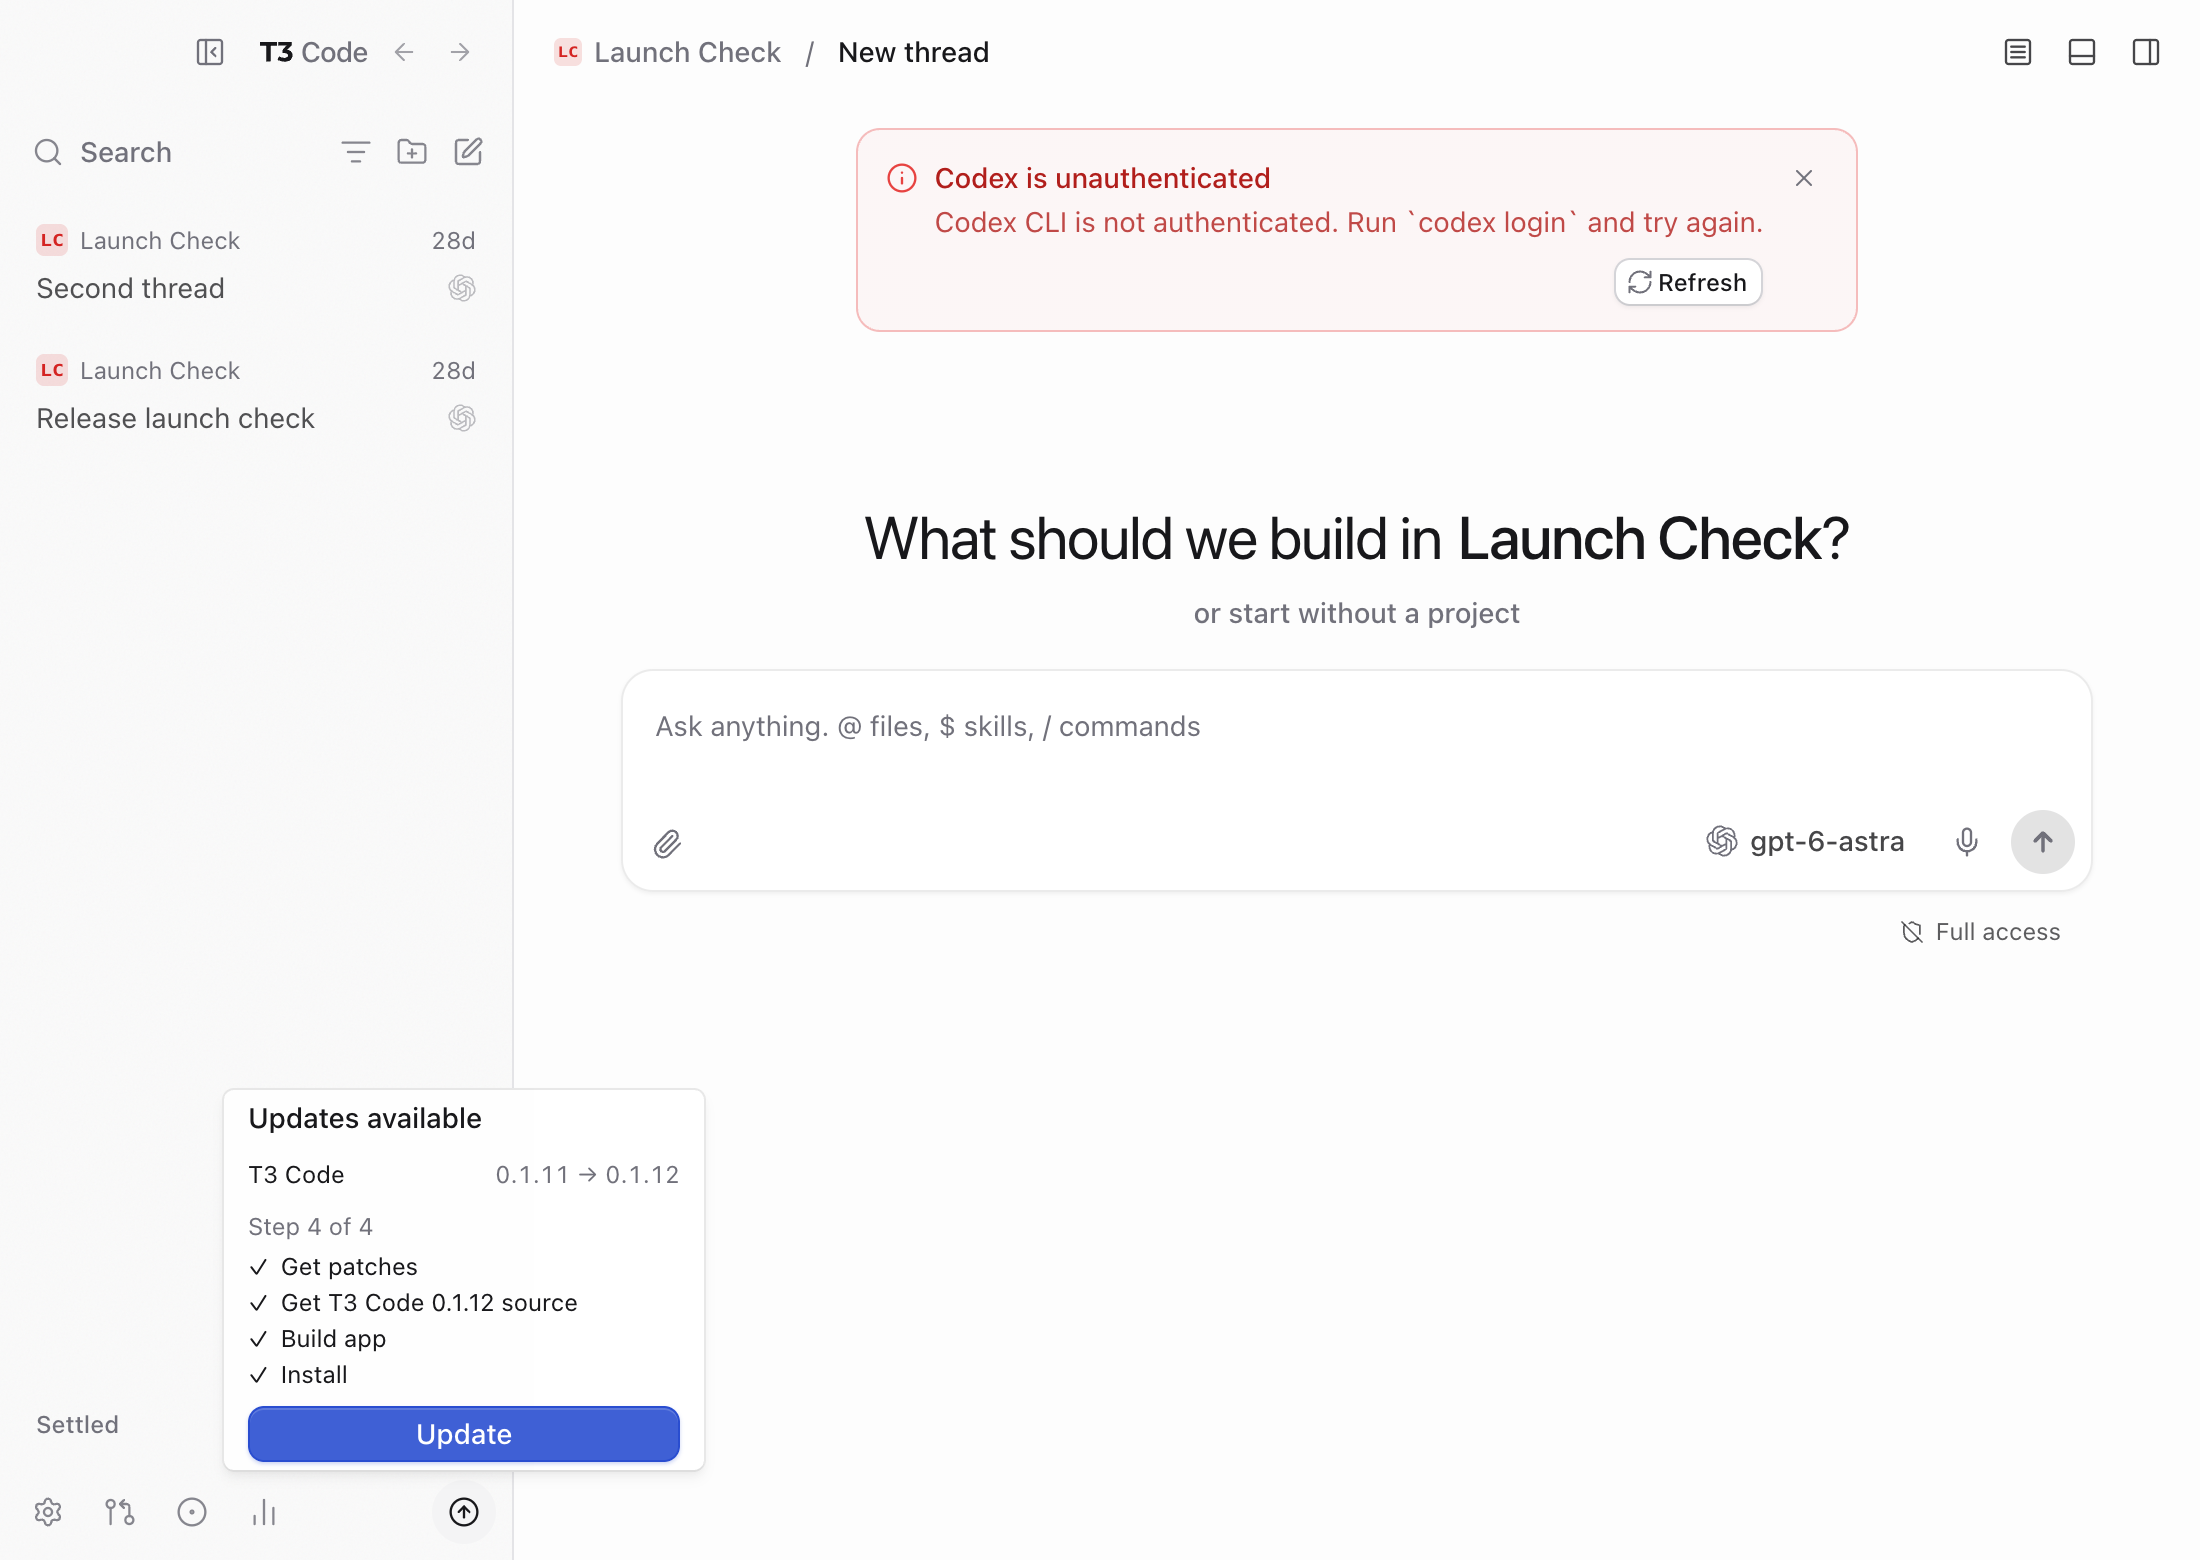 T3 Code
LC Launch Check / New thread
Search
LC Launch Check 28d
Second thread
LC Launch Check 28d
Release launch check
Codex is unauthenticated
Codex CLI is not authenticated. Run `codex login` and try again.
Refresh
What should we build in Launch Check?
or start without a project
Ask anything. @ files, $ skills, / commands
gpt-6-astra
Full access
Updates available
T3 Code 0.1.11 → 0.1.12
Step 4 of 4
✓ Get patches
✓ Get T3 Code 0.1.12 source
✓ Build app
✓ Install
Update
Settled